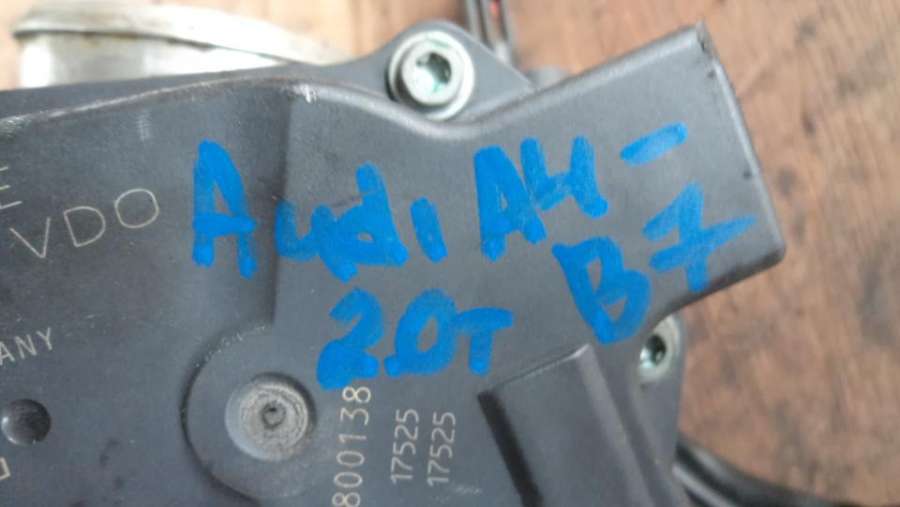 E
VDO
ANY
Audi A4-
B7
2.0T
800138
17525
17525